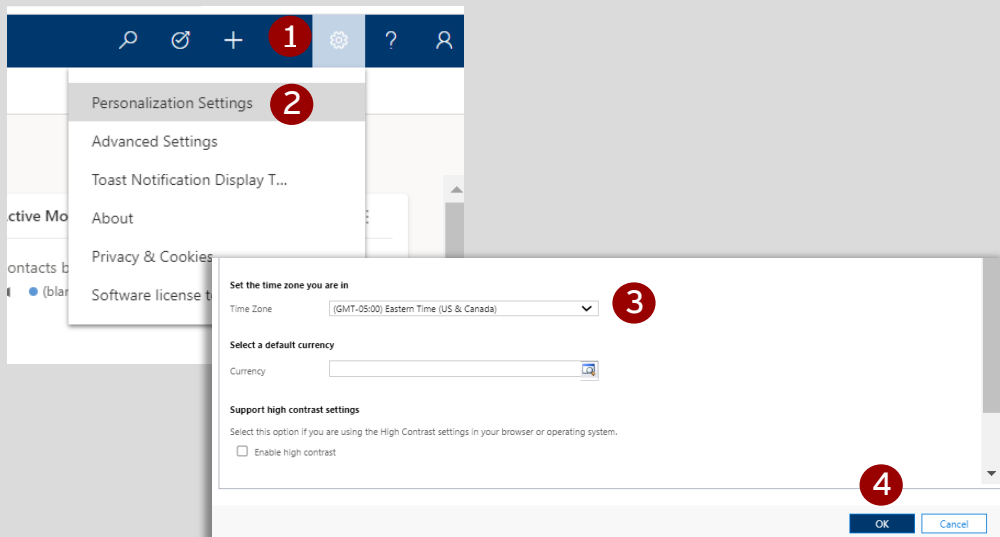 1
?
Personalization Settings
2
Advanced Settings
Toast Notification Display T...
ctive Mo
About
Privacy & Cookies
ontacts b
(blar
Software license t
Set the time zone you are in
Time Zone
(GMT-05:00) Eastern Time (US & Canada)
3
Select a default currency
Currency
Support high contrast settings
Select this option if you are using the High Contrast settings in your browser or operating system.
Enable high contrast
4
OK
Cancel